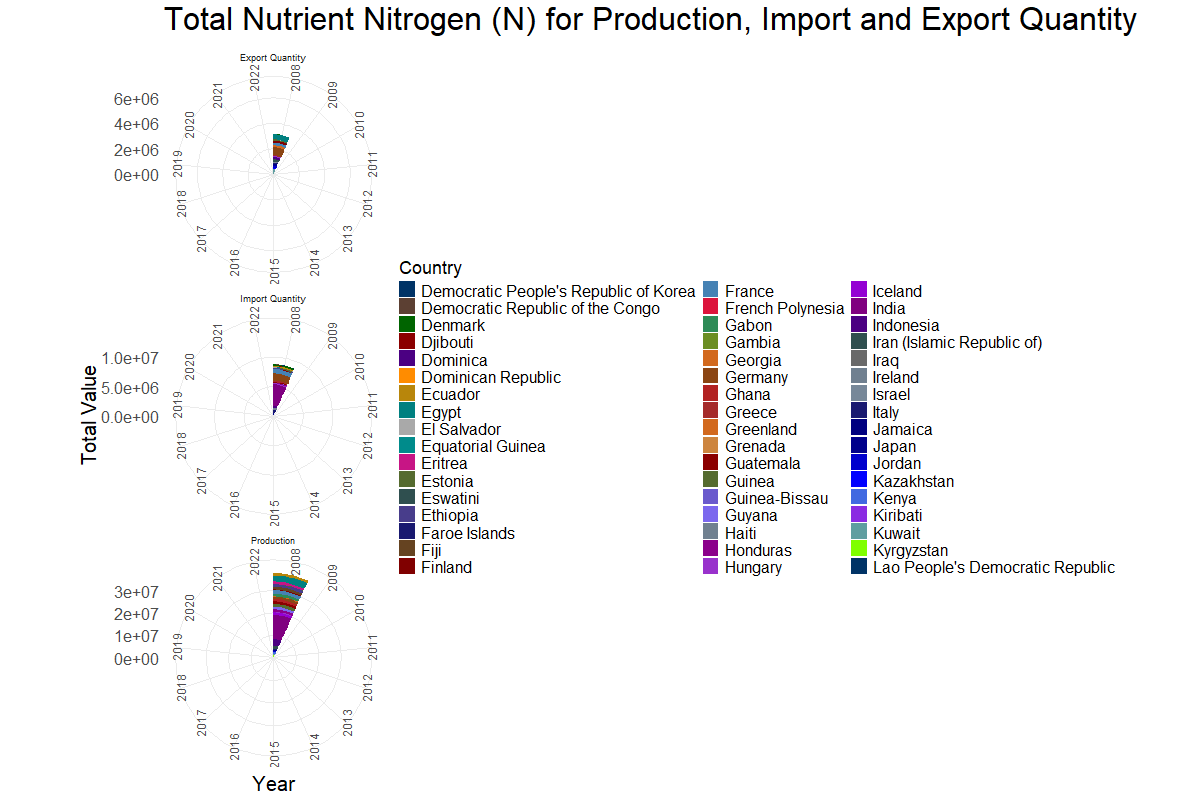 Total Nutrient Nitrogen (N) for Production, Import and Export Quantity
Export Quantity
6e+06
4e+06
2e+06
0e+00
2008
2009
2010
2011
2012
2013
2014
2015
2016
2017
2018
2019
2020
2021
2022
Import Quantity
1.0e+07
5.0e+06
0.0e+00
2008
2009
2010
2011
2012
2013
2014
2015
2016
2017
2018
2019
2020
2021
2022
Production
3e+07
2e+07
1e+07
0e+00
2008
2009
2010
2011
2012
2013
2014
2015
2016
2017
2018
2019
2020
2021
2022
Total Value
Year
Country
Democratic People's Republic of Korea
Democratic Republic of the Congo
Denmark
Djibouti
Dominica
Dominican Republic
Ecuador
Egypt
El Salvador
Equatorial Guinea
Eritrea
Estonia
Eswatini
Ethiopia
Faroe Islands
Fiji
Finland
France
French Polynesia
Gabon
Gambia
Georgia
Germany
Ghana
Greece
Greenland
Grenada
Guatemala
Guinea
Guinea-Bissau
Guyana
Haiti
Honduras
Hungary
Iceland
India
Indonesia
Iran (Islamic Republic of)
Iraq
Ireland
Israel
Italy
Jamaica
Japan
Jordan
Kazakhstan
Kenya
Kiribati
Kuwait
Kyrgyzstan
Lao People's Democratic Republic